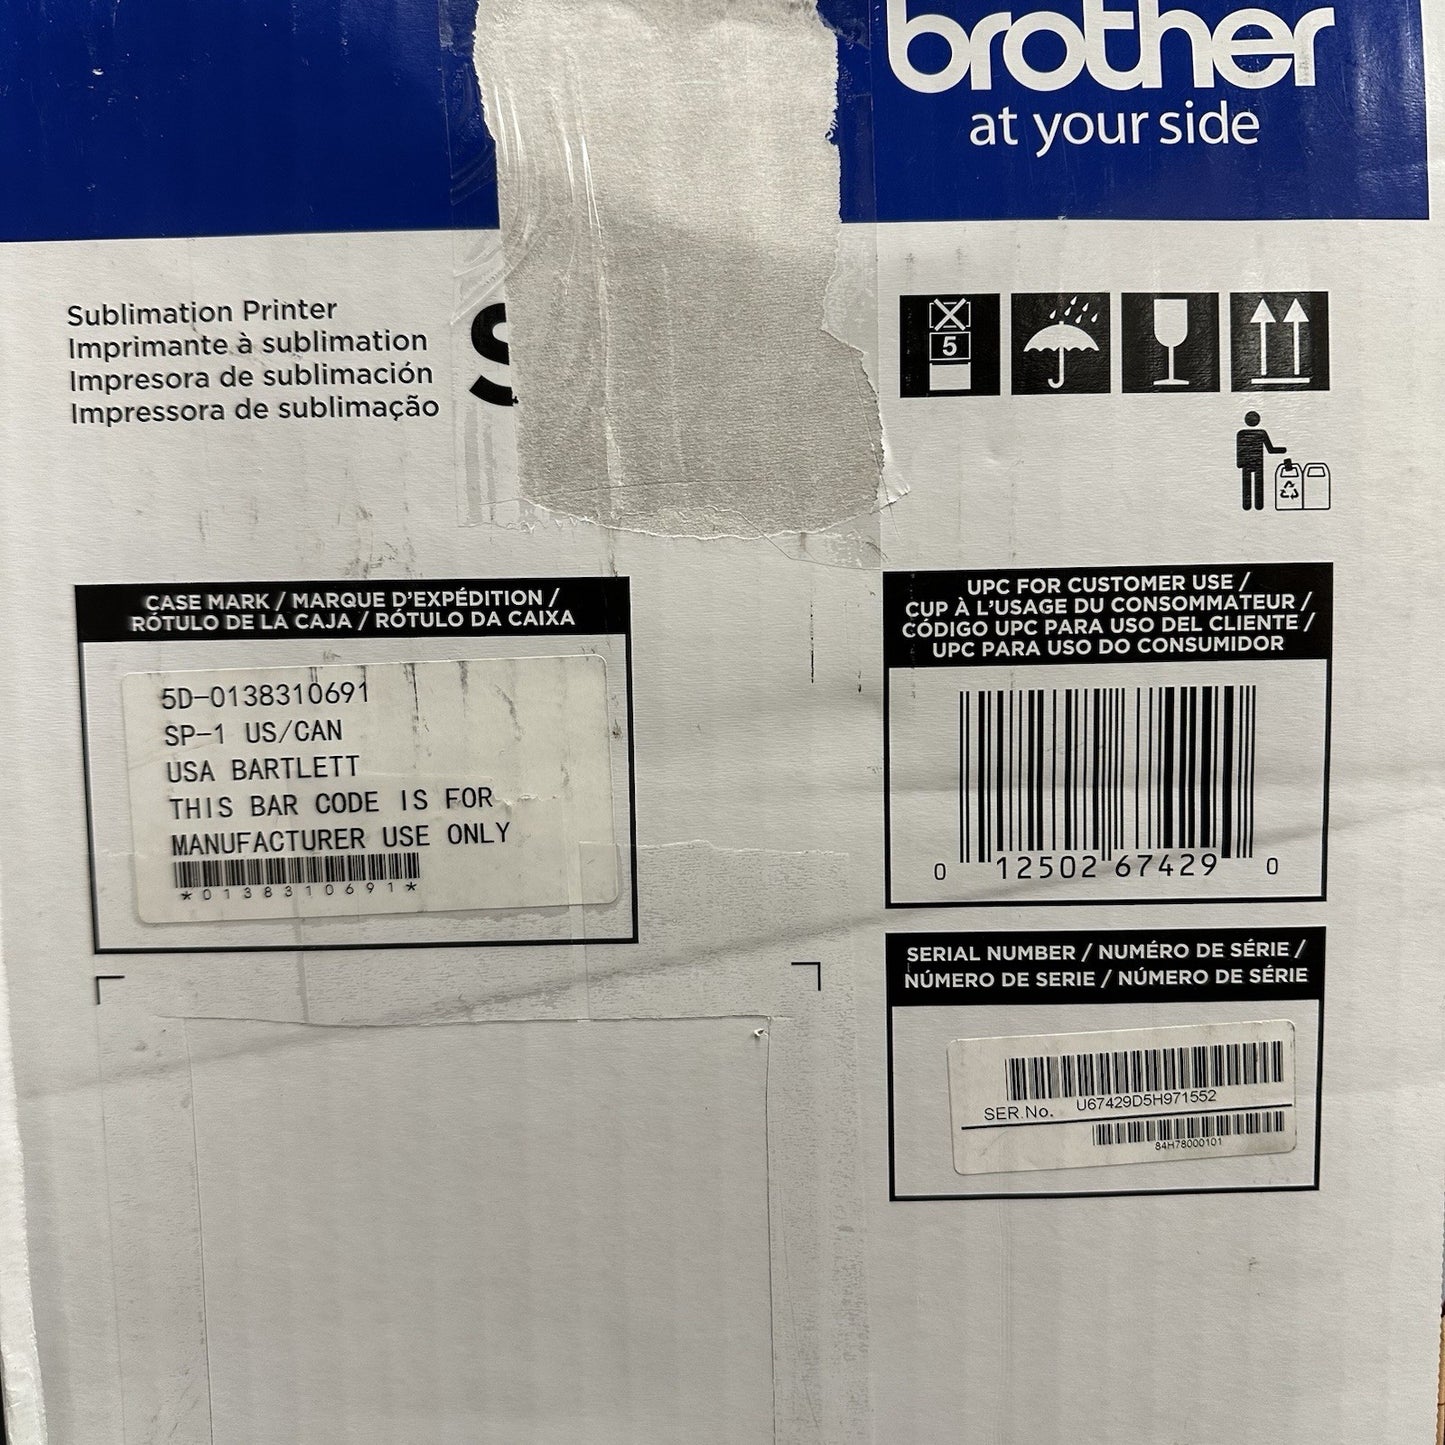 brother
at your side
Sublimation Printer
Imprimante à sublimation
Impresora de sublimación
Impressora de sublimação
S
5
CASE MARK / MARQUE D'EXPÉDITION /
RÓTULO DE LA CAJA / RÓTULO DA CAIXA
5D-0138310691
SP-1 US/CAN
USA BARTLETT
THIS BAR CODE IS FOR
MANUFACTURER USE ONLY
*0138310691*
UPC FOR CUSTOMER USE /
CUP À L'USAGE DU CONSOMMATEUR /
CÓDIGO UPC PARA USO DEL CLIENTE /
UPC PARA USO DO CONSUMIDOR
0 12502 67429 0
SERIAL NUMBER / NUMÉRO DE SÉRIE /
NÚMERO DE SERIE / NÚMERO DE SÉRIE
SER.No. U67429D5H971552
84H78000101